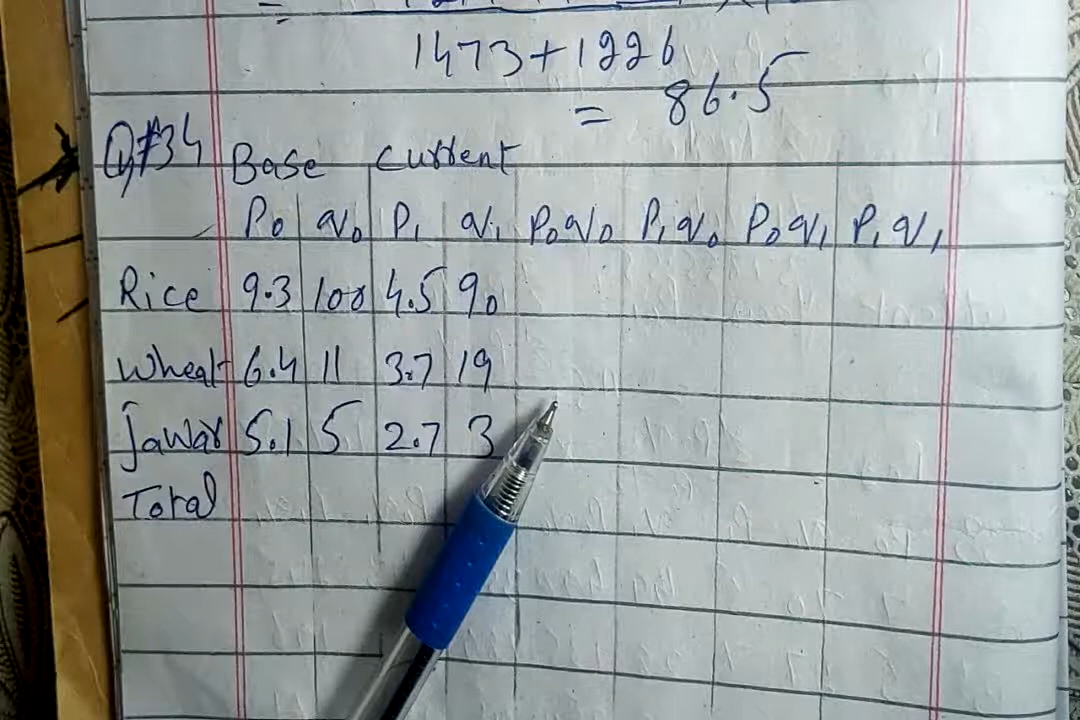 =
1473+1226
= 86.5
Q#34 Base Current
P₀ q₀ P₁ q₁ P₀q₀ P₁q₀ P₀q₁ P₁q₁
Rice 9.3 100 4.5 90
Wheat 6.4 11 3.7 19
Jawar 5.1 5 2.7 3
Total